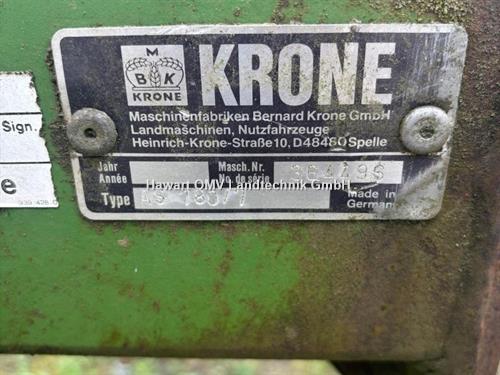 M
BK
KRONE
KRONE
Maschinenfabriken Bernard Krone GmbH
Landmaschinen, Nutzfahrzeuge
Heinrich-Krone-Straße10, D48480 Spelle
Sign.
Jahr
Année
Masch.Nr.
No. de série
Hawart OMV Landtechnik GmbH
Type
made in
Germany
e